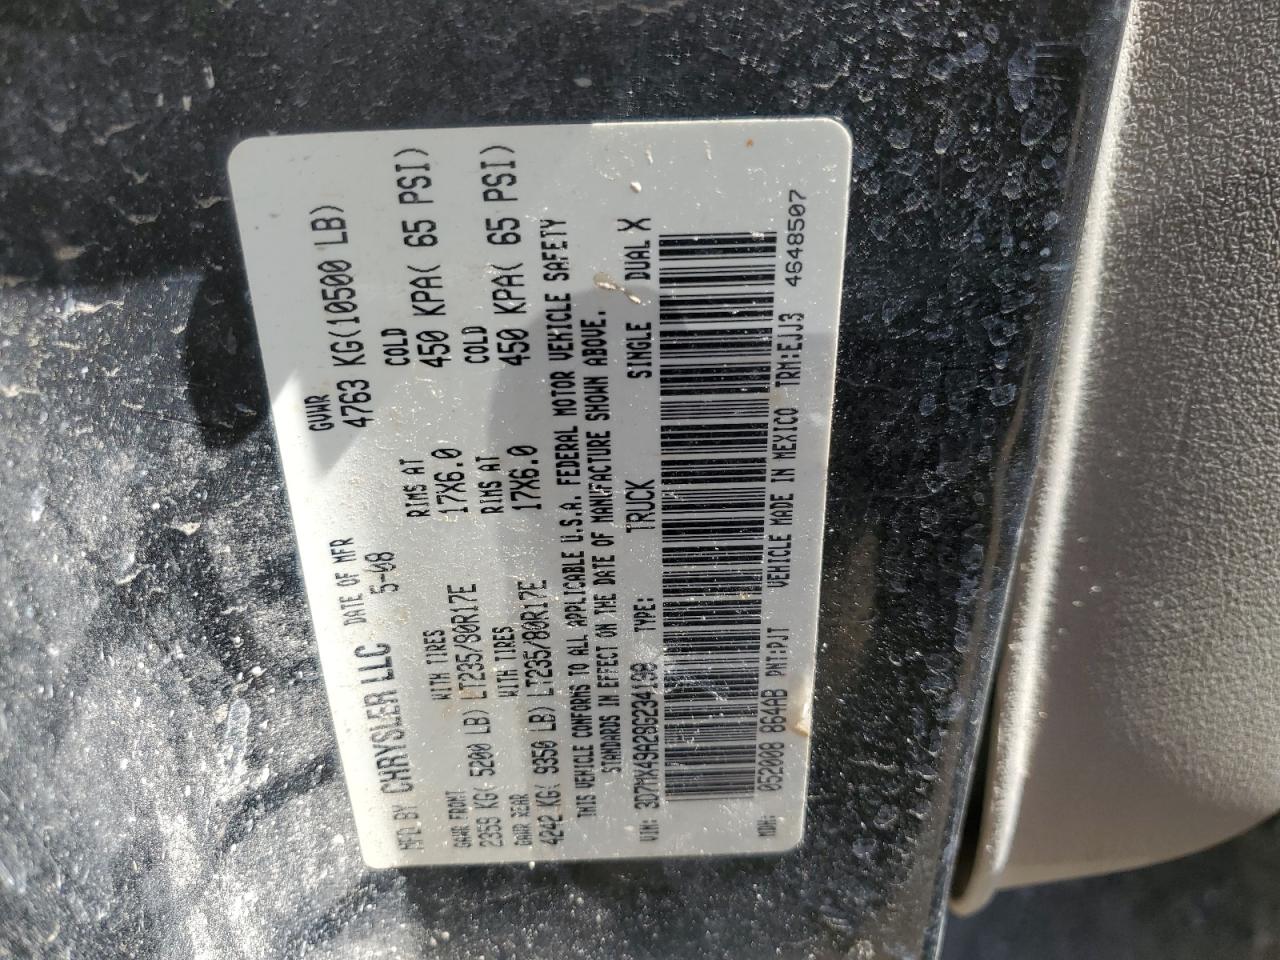 MFD BY CHRYSLER LLC DATE OF MFR 5-08 GVWR 4763 KG(10500 LB)
GAWR FRONT WITH TIRES RIMS AT COLD
2359 KG( 5200 LB) LT235/80R17E 17X6.0 450 KPA( 65 PSI)
GAWR REAR WITH TIRES RIMS AT COLD
4242 KG( 9350 LB) LT235/80R17E 17X6.0 450 KPA( 65 PSI)
THIS VEHICLE CONFORMS TO ALL APPLICABLE U.S.A. FEDERAL MOTOR VEHICLE SAFETY
STANDARDS IN EFFECT ON THE DATE OF MANUFACTURE SHOWN ABOVE.
VIN: 3D7MX49A28G234190 TYPE: TRUCK SINGLE DUAL X
MDH: 052008 864AB PNT:PJT VEHICLE MADE IN MEXICO TRM:EJJ3 4648507